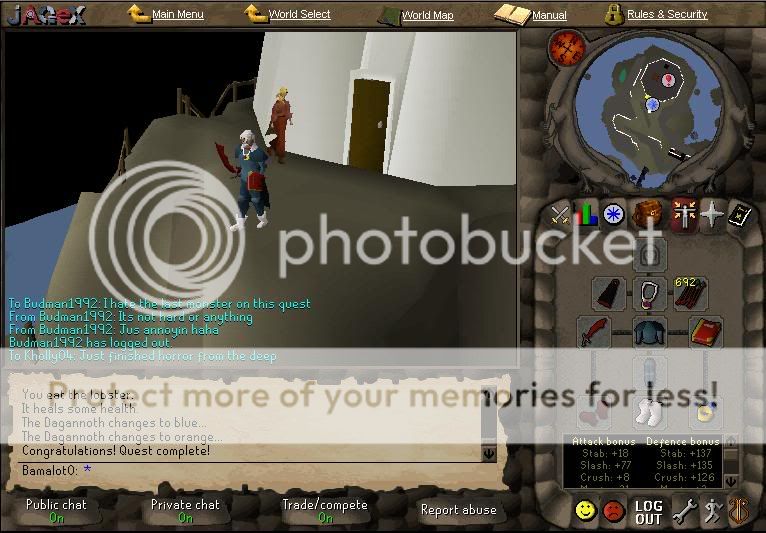 JAGEX
Main Menu
World Select
World Map
Manual
Rules & Security
photobucket
692
To Budman1992: I hate the last monster on this quest
From Budman1992: Its not hard or anything
From Budman1992: Jus annoyin haha
Budman1992 has logged out
To Kholly04: Just finished horror from the deep
Protect more of your memories for less!
You eat the lobster.
It heals some health.
The Dagannoth changes to blue...
The Dagannoth changes to orange...
Congratulations! Quest complete!
Bamalot0: *
Attack bonus
Stab: +18
Slash: +77
Crush: +8
Defence bonus
Stab: +137
Slash: +135
Crush: +126
Public chat
On
Private chat
On
Trade/compete
On
Report abuse
LOG
OUT